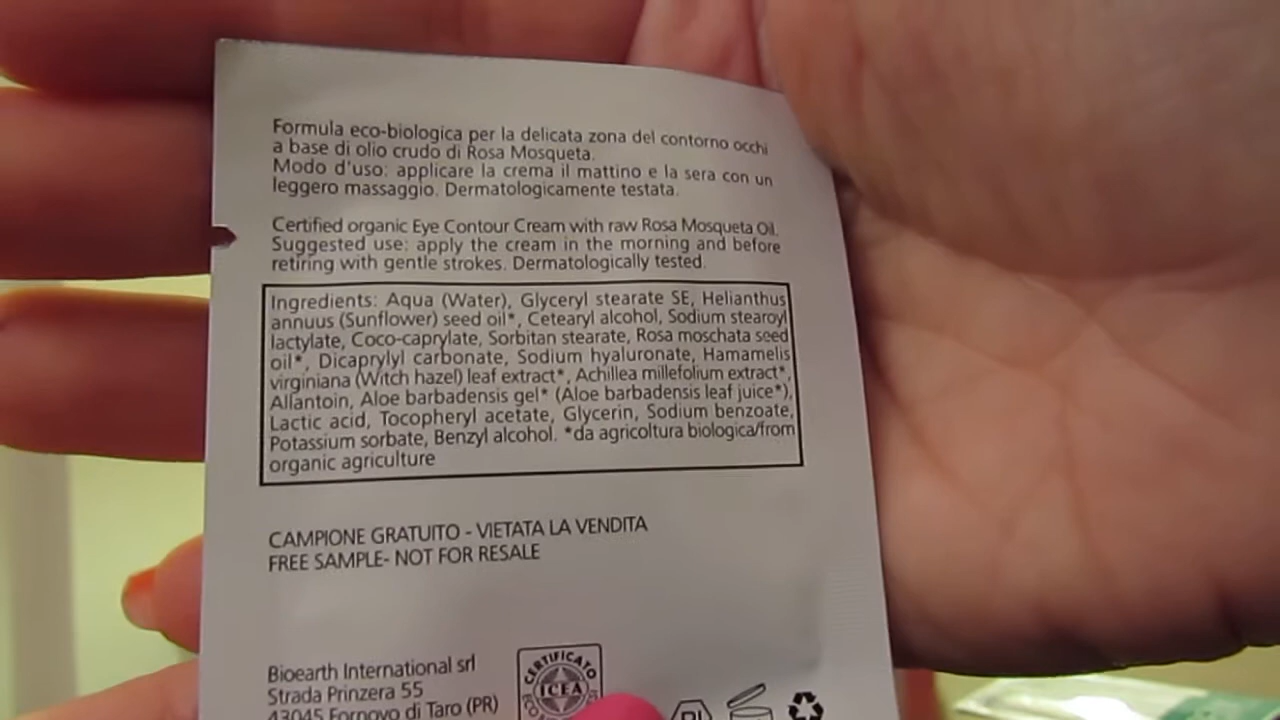 Formula eco-biologica per la delicata zona del contorno occhi
a base di olio crudo di Rosa Mosqueta.
Modo d'uso: applicare la crema il mattino e la sera con un
leggero massaggio. Dermatologicamente testata.
Certified organic Eye Contour Cream with raw Rosa Mosqueta Oil.
Suggested use: apply the cream in the morning and before
retiring with gentle strokes. Dermatologically tested.
Ingredients: Aqua (Water), Glyceryl stearate SE, Helianthus
annuus (Sunflower) seed oil*, Cetearyl alcohol, Sodium stearoyl
lactylate, Coco-caprylate, Sorbitan stearate, Rosa moschata seed
oil*, Dicaprylyl carbonate, Sodium hyaluronate, Hamamelis
virginiana (Witch hazel) leaf extract*, Achillea millefolium extract*,
Allantoin, Aloe barbadensis gel* (Aloe barbadensis leaf juice*),
Lactic acid, Tocopheryl acetate, Glycerin, Sodium benzoate,
Potassium sorbate, Benzyl alcohol. *da agricoltura biologica/from
organic agriculture
CAMPIONE GRATUITO - VIETATA LA VENDITA
FREE SAMPLE- NOT FOR RESALE
Bioearth International srl
Strada Prinzera 55
43045 Fornovo di Taro (PR)
CERTIFICATO
ICEA